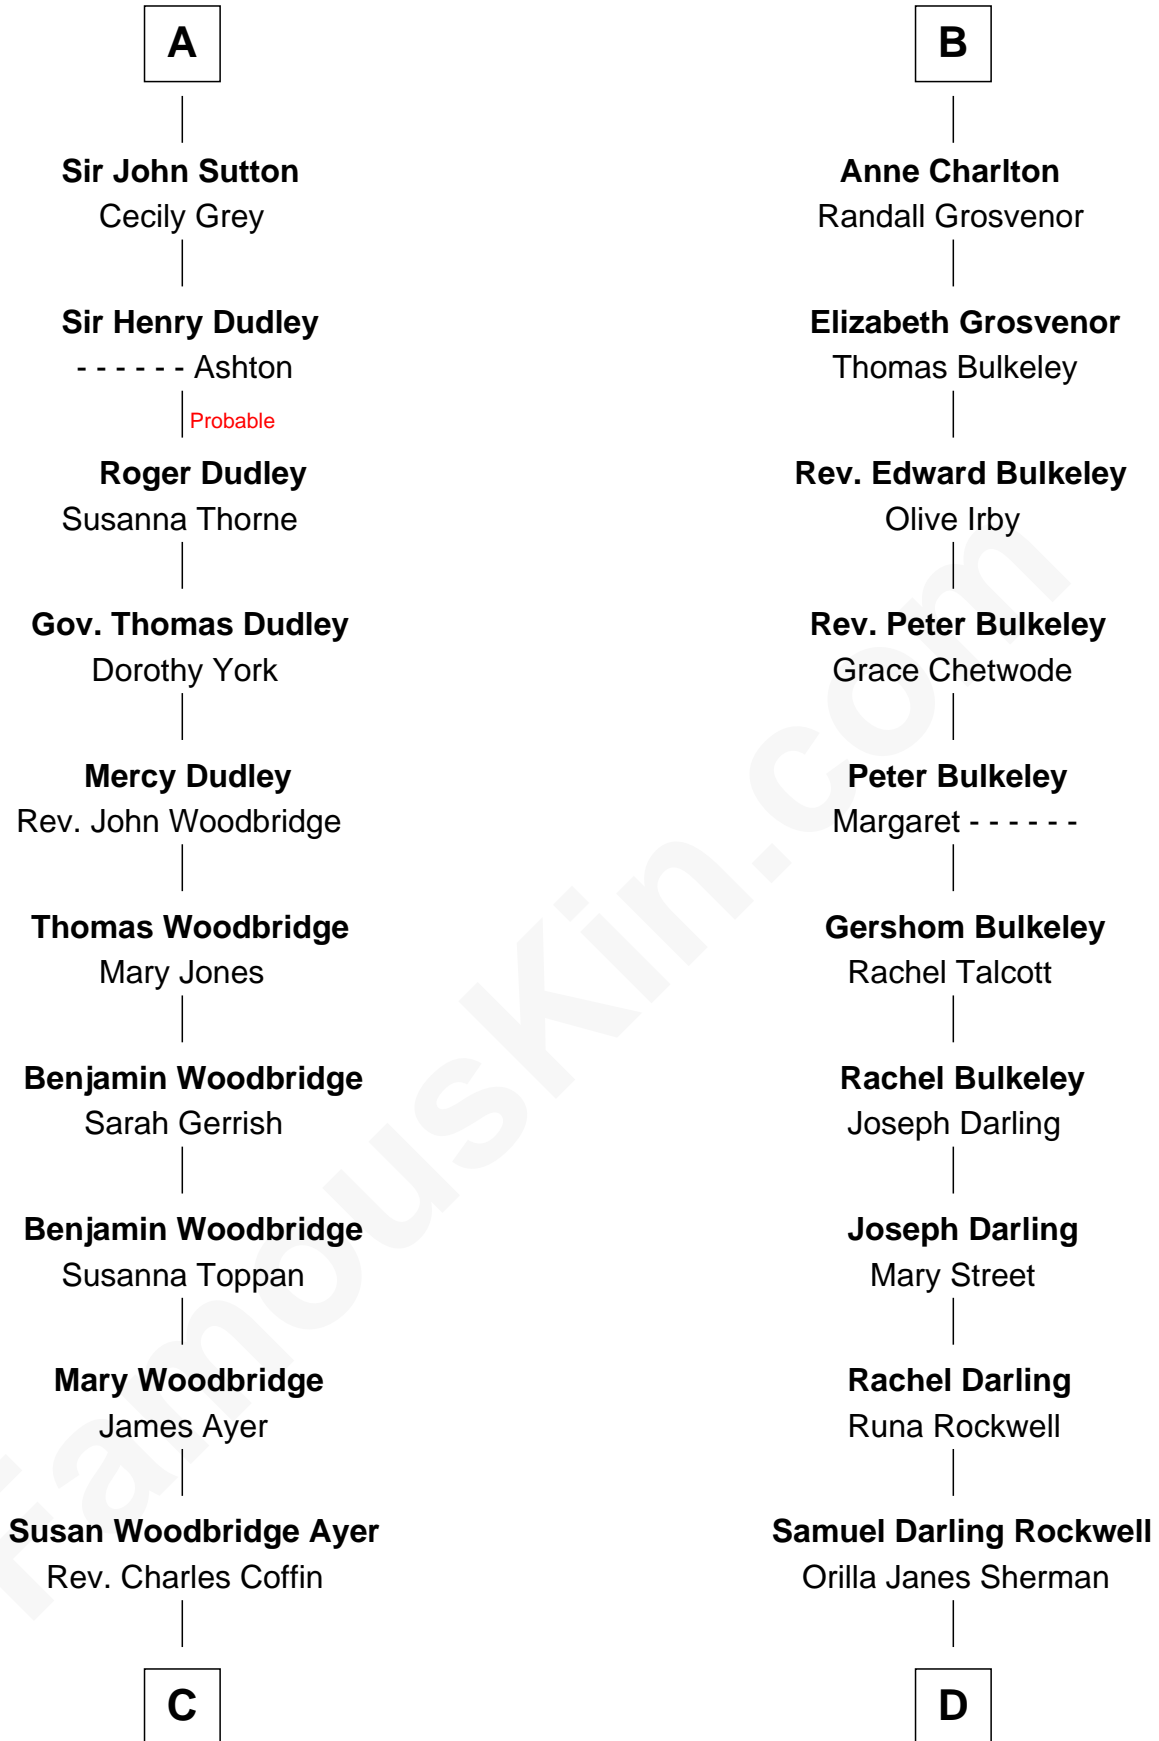 A
Sir John Sutton
Cecily Grey
Sir Henry Dudley
- - - - - - Ashton
Probable
Roger Dudley
Susanna Thorne
Gov. Thomas Dudley
Dorothy York
Mercy Dudley
Rev. John Woodbridge
Thomas Woodbridge
Mary Jones
Benjamin Woodbridge
Sarah Gerrish
Benjamin Woodbridge
Susanna Toppan
Mary Woodbridge
James Ayer
Susan Woodbridge Ayer
Rev. Charles Coffin
C
B
Anne Charlton
Randall Grosvenor
Elizabeth Grosvenor
Thomas Bulkeley
Rev. Edward Bulkeley
Olive Irby
Rev. Peter Bulkeley
Grace Chetwode
Peter Bulkeley
Margaret - - - - - -
Gershom Bulkeley
Rachel Talcott
Rachel Bulkeley
Joseph Darling
Joseph Darling
Mary Street
Rachel Darling
Runa Rockwell
Samuel Darling Rockwell
Orilla Janes Sherman
D
FamousKin.com